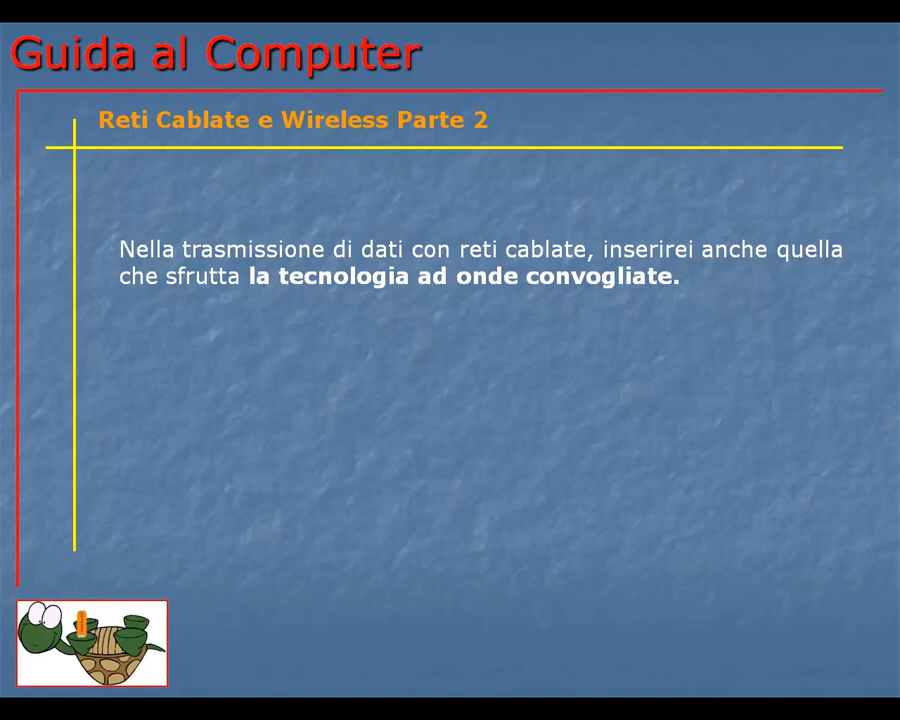 Guida al Computer
Reti Cablate e Wireless Parte 2
Nella trasmissione di dati con reti cablate, inserirei anche quella
che sfrutta la tecnologia ad onde convogliate.